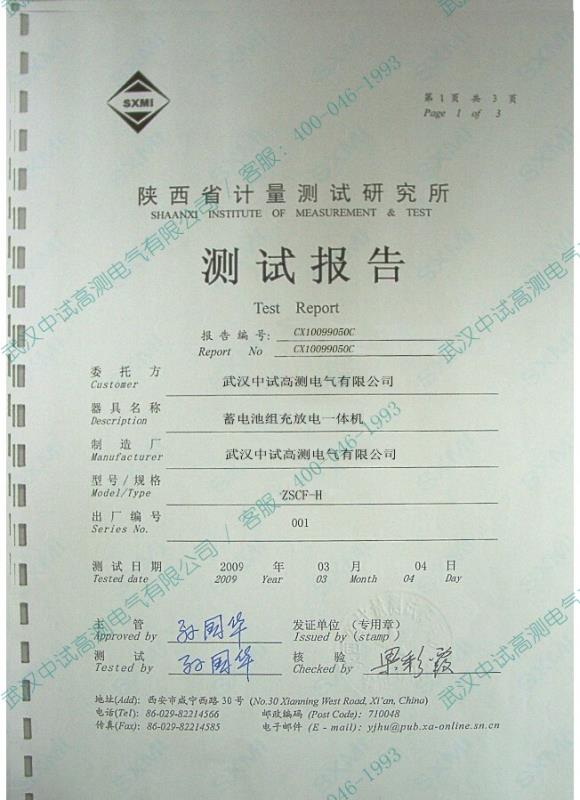 SXMI
第 1 页 共 3 页
Page 1 of 3
陕西省计量测试研究所
SHAANXI INSTITUTE OF MEASUREMENT & TEST
测试报告
Test Report
报告编号: CX10099050C
Report No CX10099050C
委托方 武汉中试高测电气有限公司
Customer
器具名称 蓄电池组充放电一体机
Description
制造厂 武汉中试高测电气有限公司
Manufacturer
型号/规格 ZSCF-H
Model/Type
出厂编号 001
Series No.
测试日期 2009 年 03 月 04 日
Tested date 2009 Year 03 Month 04 Day
主管 孙国华 发证单位（专用章）
Approved by Issued by (stamp)
测试 孙国华 核验
Tested by Checked by
地址(Add): 西安市咸宁西路 30 号 (No.30 Xianning West Road, Xi'an, China)
电话(Tel): 86-029-82214566 邮政编码 (Post Code): 710048
传真(Fax): 86-029-82214585 电子邮件 (E - mail): yjhu@pub.xa-online.sn.cn
武汉中试高测电气有限公司 / 客服：400-046-1993